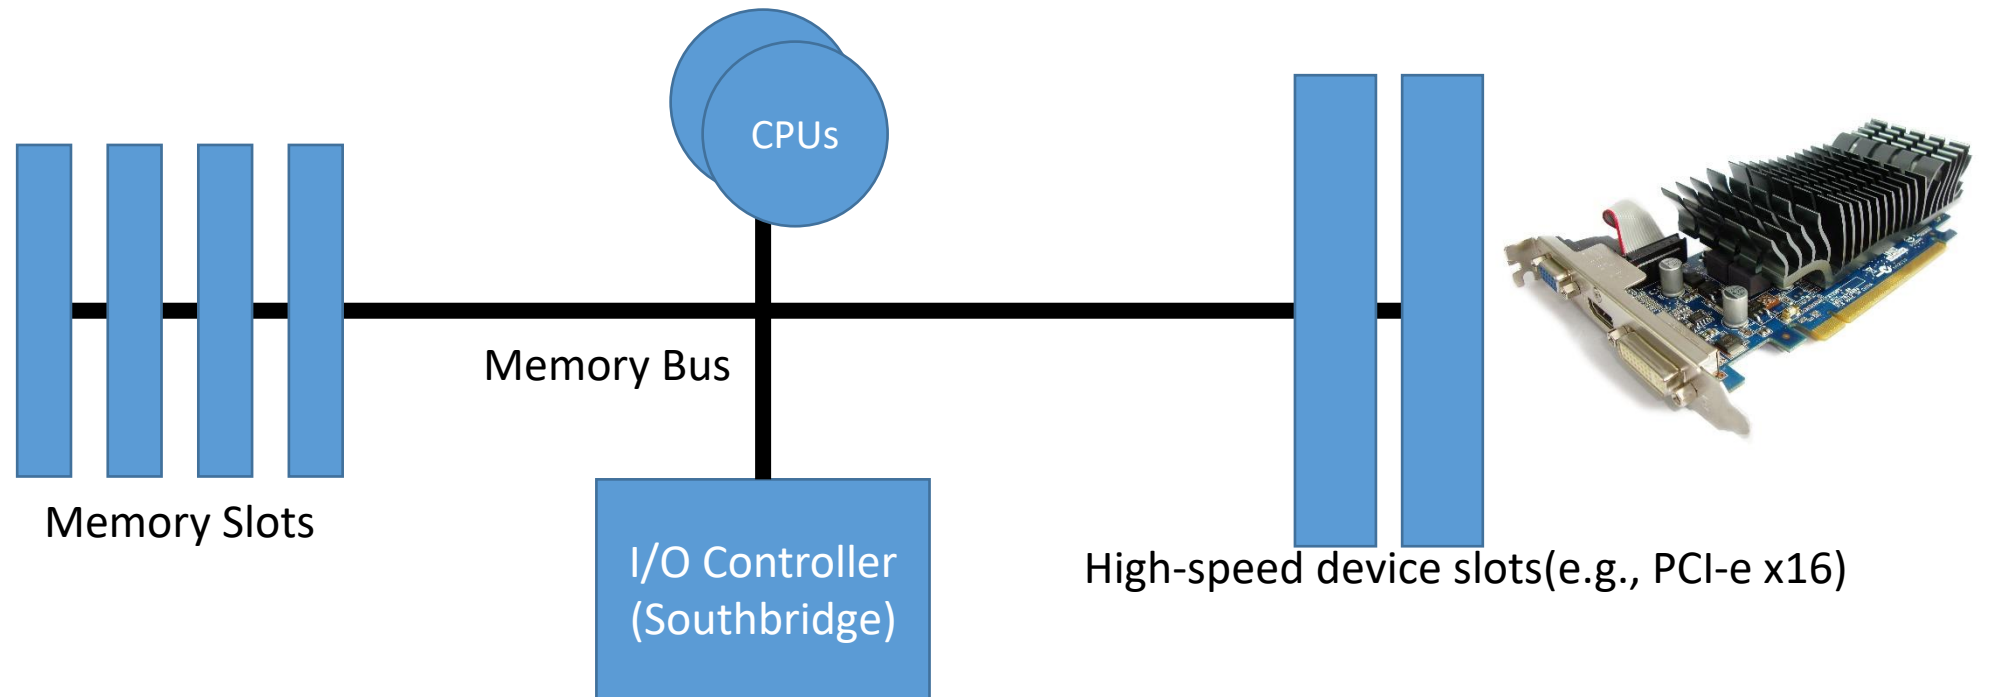 CPUs
Memory Bus
Memory Slots
I/O Controller
(Southbridge)
High-speed device slots(e.g., PCI-e x16)